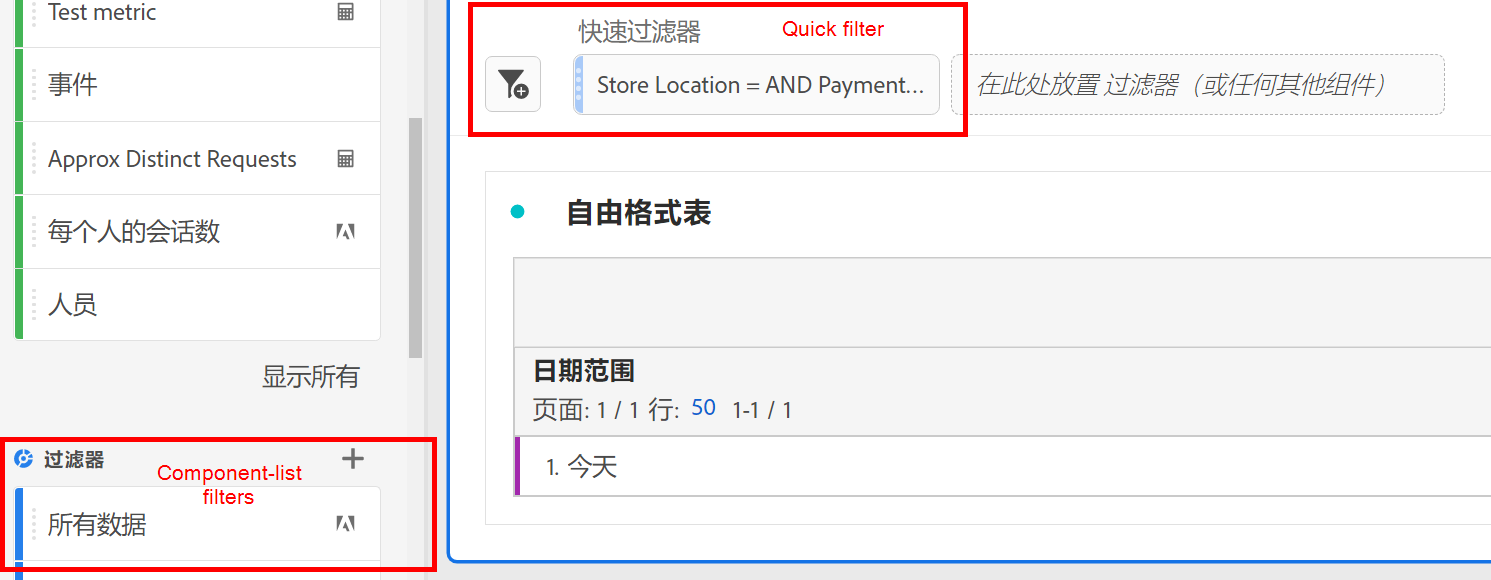 Test metric
事件
Approx Distinct Requests
每个人的会话数
人员
显示所有
过滤器
Component-list
filters
所有数据
快速过滤器
Quick filter
Store Location = AND Payment...
在此处放置 过滤器（或任何其他组件）
自由格式表
日期范围
页面: 1 / 1 行: 50 1-1 / 1
1. 今天